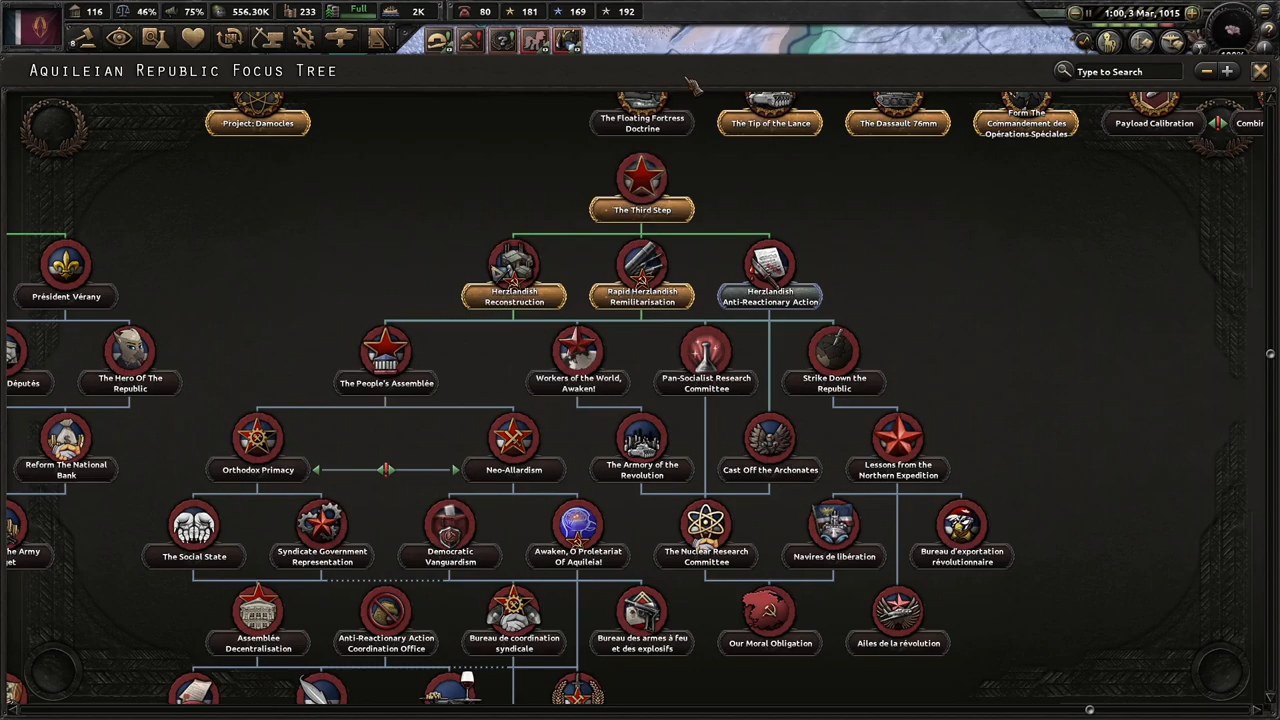 116 46% 75% 556.30K 233 Full 2K 80 181 169 192 1:00, 3 Mar, 1015
8
100%
Aquileian Republic Focus Tree
Type to Search
Project: Damocles
The Floating Fortress
Doctrine
The Tip of the Lance
The Dassault 76mm
Form The
Commandement des
Opérations Spéciales
Payload Calibration
Combin
The Third Step
Président Vérany
Herzlandish
Reconstruction
Rapid Herzlandish
Remilitarisation
Herzlandish
Anti-Reactionary Action
Députés
The Hero Of The
Republic
The People's Assemblée
Workers of the World,
Awaken!
Pan-Socialist Research
Committee
Strike Down the
Republic
Reform The National
Bank
Orthodox Primacy
Neo-Allardism
The Armory of the
Revolution
Cast Off the Archonates
Lessons from the
Northern Expedition
he Army
get
The Social State
Syndicate Government
Representation
Democratic
Vanguardism
Awaken, O Proletariat
Of Aquileia!
The Nuclear Research
Committee
Navires de libération
Bureau d'exportation
révolutionnaire
Assemblée
Decentralisation
Anti-Reactionary Action
Coordination Office
Bureau de coordination
syndicale
Bureau des armes à feu
et des explosifs
Our Moral Obligation
Ailes de la révolution